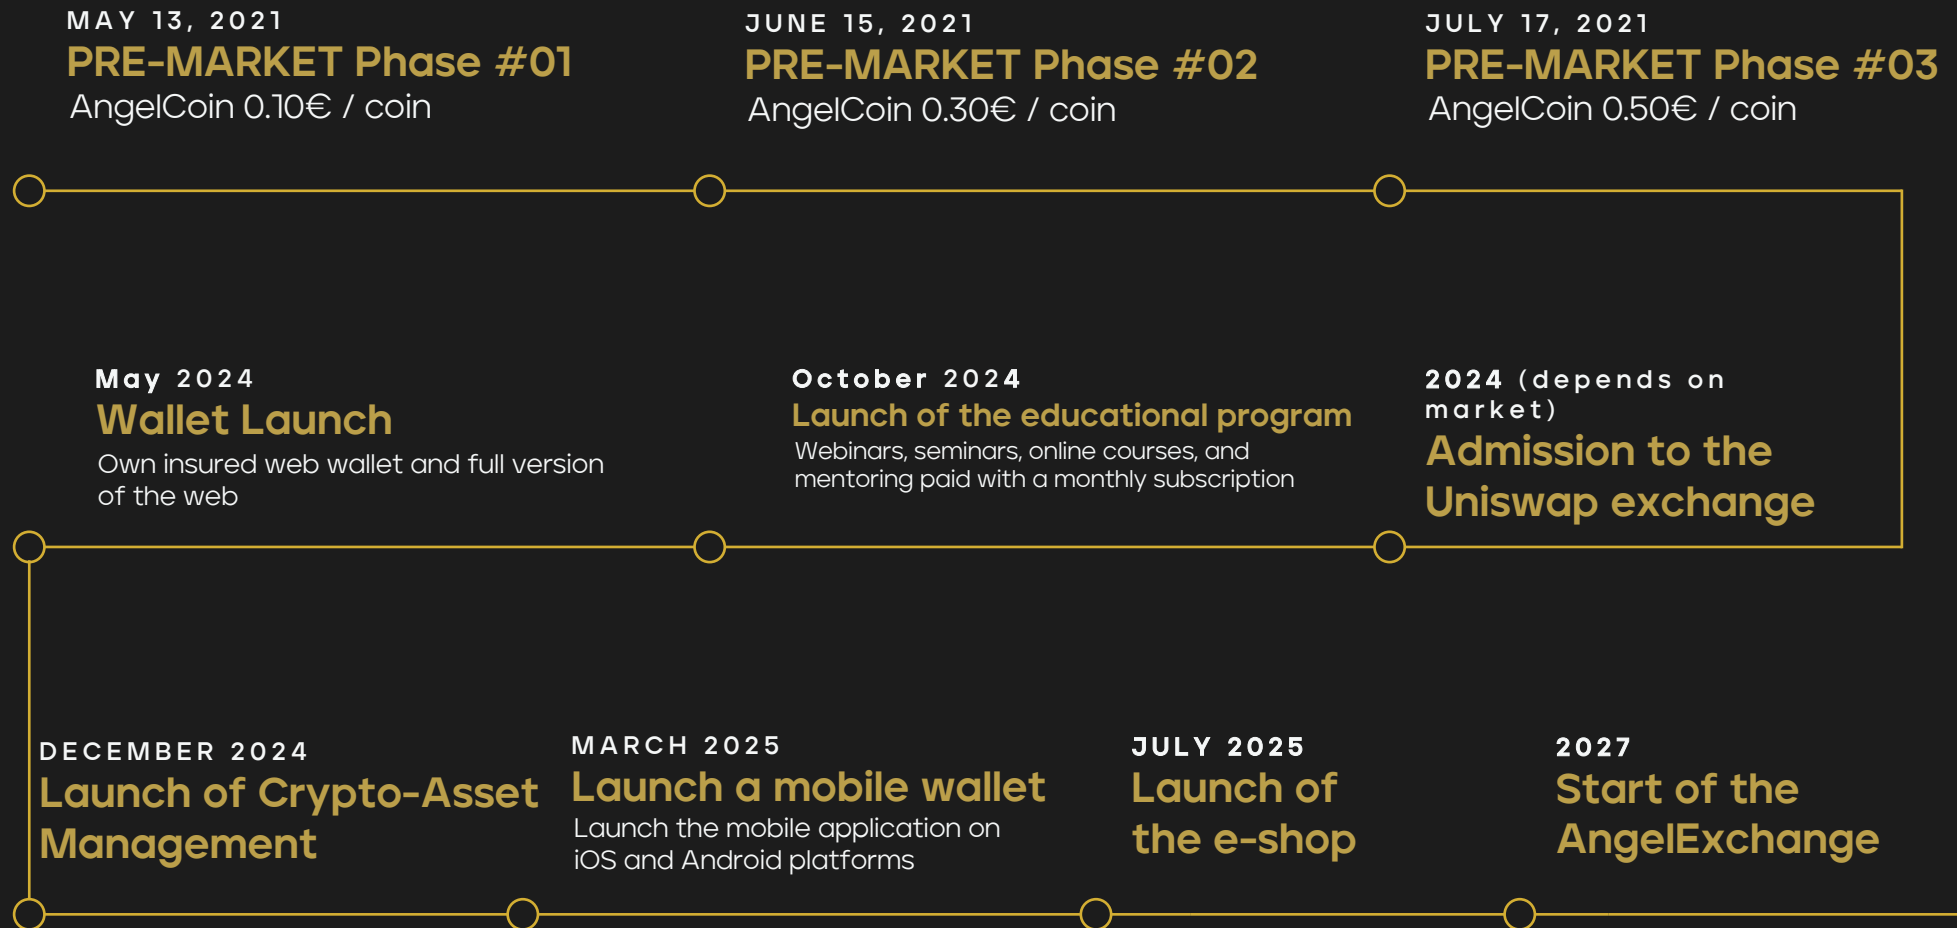 MAY 13, 2021
PRE-MARKET Phase #01
AngelCoin 0.10€ / coin
JUNE 15, 2021
PRE-MARKET Phase #02
AngelCoin 0.30€ / coin
JULY 17, 2021
PRE-MARKET Phase #03
AngelCoin 0.50€ / coin
May 2024
Wallet Launch
Own insured web wallet and full version
of the web
October 2024
Launch of the educational program
Webinars, seminars, online courses, and
mentoring paid with a monthly subscription
2024 (depends on
market)
Admission to the
Uniswap exchange
DECEMBER 2024
Launch of Crypto-Asset
Management
MARCH 2025
Launch a mobile wallet
Launch the mobile application on
iOS and Android platforms
JULY 2025
Launch of
the e-shop
2027
Start of the
AngelExchange